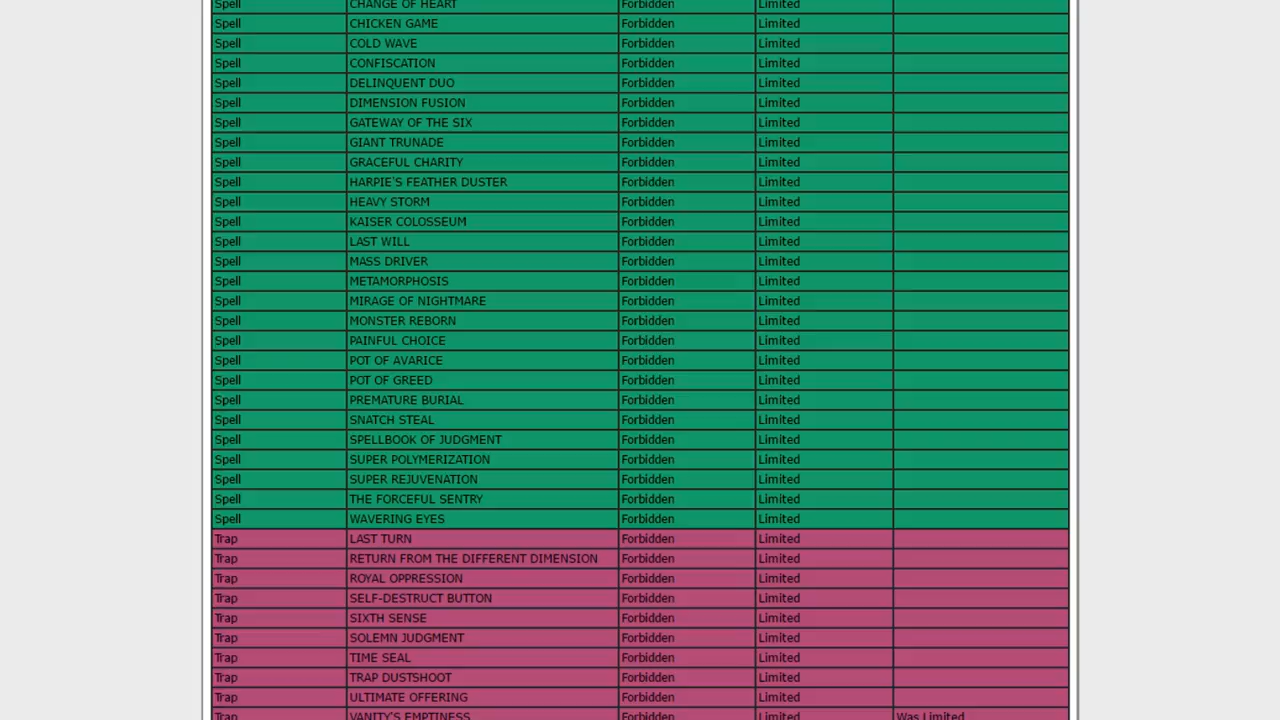 Spell CHANGE OF HEART Forbidden Limited
Spell CHICKEN GAME Forbidden Limited
Spell COLD WAVE Forbidden Limited
Spell CONFISCATION Forbidden Limited
Spell DELINQUENT DUO Forbidden Limited
Spell DIMENSION FUSION Forbidden Limited
Spell GATEWAY OF THE SIX Forbidden Limited
Spell GIANT TRUNADE Forbidden Limited
Spell GRACEFUL CHARITY Forbidden Limited
Spell HARPIE'S FEATHER DUSTER Forbidden Limited
Spell HEAVY STORM Forbidden Limited
Spell KAISER COLOSSEUM Forbidden Limited
Spell LAST WILL Forbidden Limited
Spell MASS DRIVER Forbidden Limited
Spell METAMORPHOSIS Forbidden Limited
Spell MIRAGE OF NIGHTMARE Forbidden Limited
Spell MONSTER REBORN Forbidden Limited
Spell PAINFUL CHOICE Forbidden Limited
Spell POT OF AVARICE Forbidden Limited
Spell POT OF GREED Forbidden Limited
Spell PREMATURE BURIAL Forbidden Limited
Spell SNATCH STEAL Forbidden Limited
Spell SPELLBOOK OF JUDGMENT Forbidden Limited
Spell SUPER POLYMERIZATION Forbidden Limited
Spell SUPER REJUVENATION Forbidden Limited
Spell THE FORCEFUL SENTRY Forbidden Limited
Spell WAVERING EYES Forbidden Limited
Trap LAST TURN Forbidden Limited
Trap RETURN FROM THE DIFFERENT DIMENSION Forbidden Limited
Trap ROYAL OPPRESSION Forbidden Limited
Trap SELF-DESTRUCT BUTTON Forbidden Limited
Trap SIXTH SENSE Forbidden Limited
Trap SOLEMN JUDGMENT Forbidden Limited
Trap TIME SEAL Forbidden Limited
Trap TRAP DUSTSHOOT Forbidden Limited
Trap ULTIMATE OFFERING Forbidden Limited
Trap VANITY'S EMPTINESS Forbidden Limited Was Limited